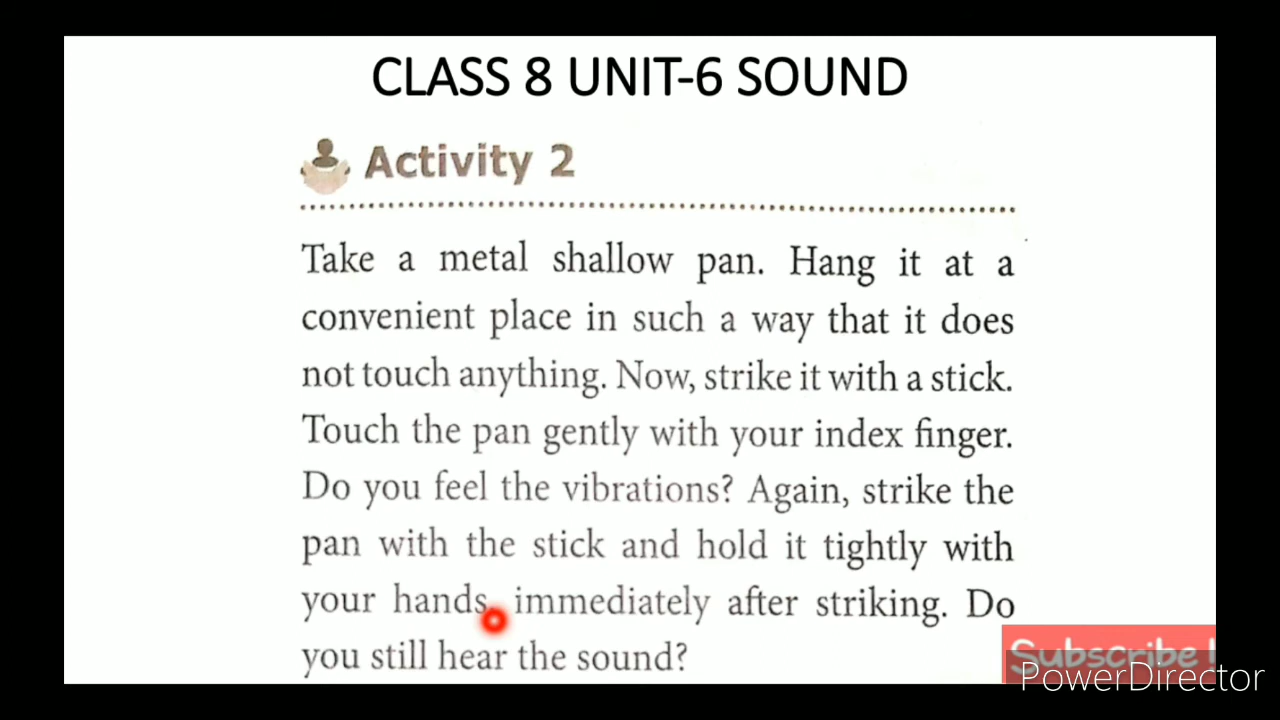 CLASS 8 UNIT-6 SOUND
Activity 2
Take a metal shallow pan. Hang it at a
convenient place in such a way that it does
not touch anything. Now, strike it with a stick.
Touch the pan gently with your index finger.
Do you feel the vibrations? Again, strike the
pan with the stick and hold it tightly with
your hands, immediately after striking. Do
you still hear the sound?
Subscribe !
PowerDirector